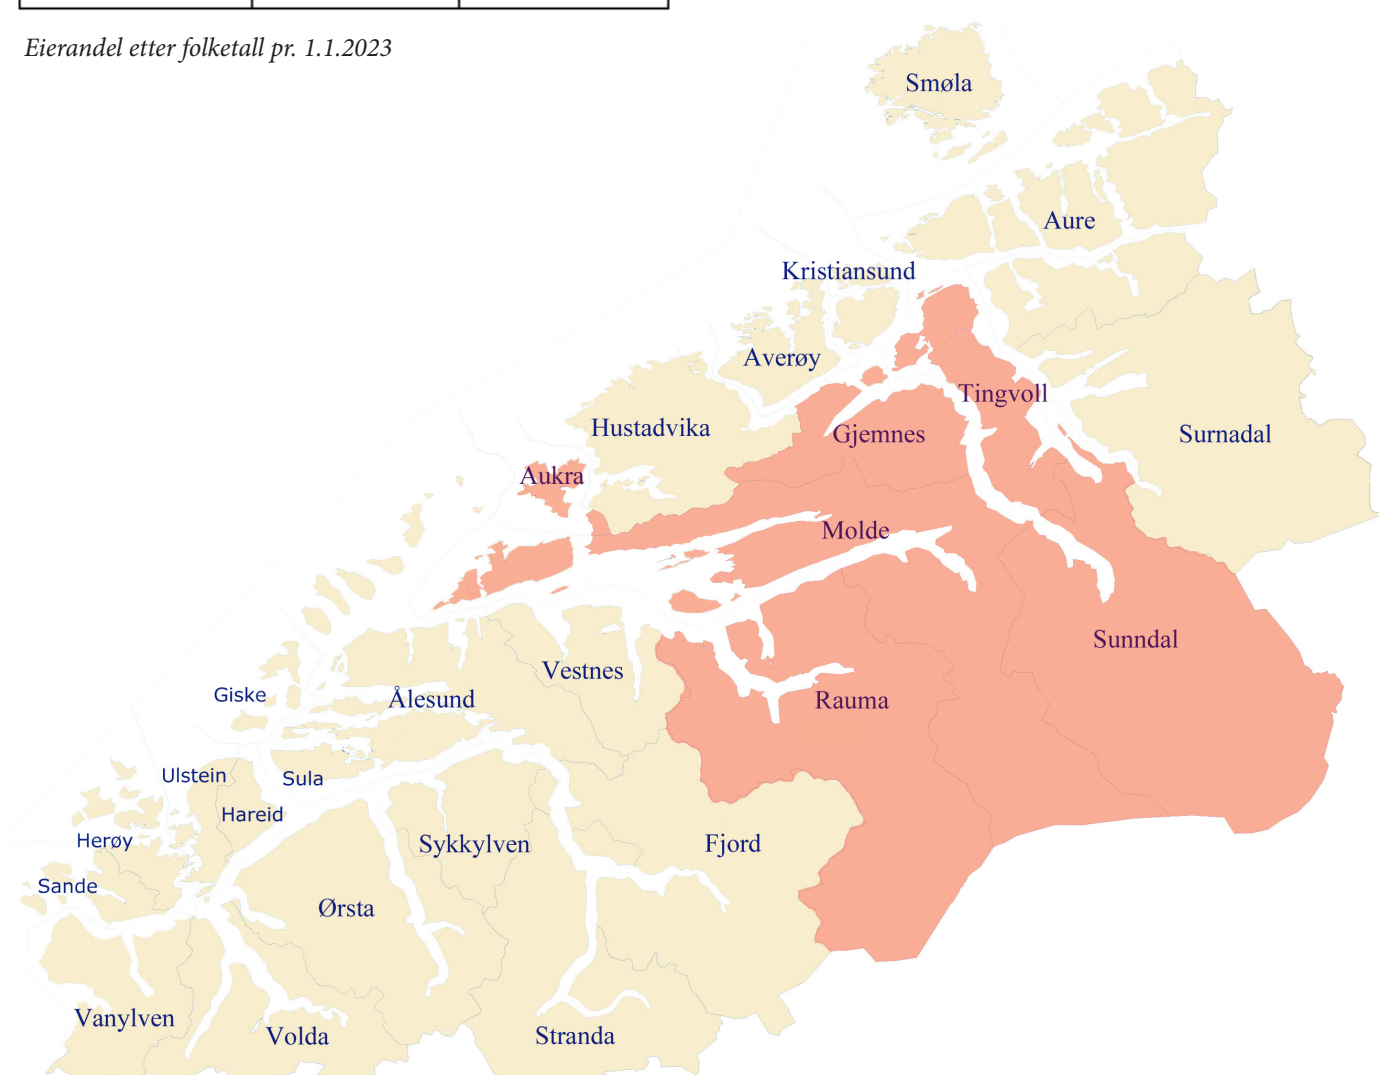 Eierandel etter folketall pr. 1.1.2023
Smøla
Aure
Kristiansund
Averøy
Tingvoll
Hustadvika
Gjemnes
Surnadal
Aukra
Molde
Sunndal
Vestnes
Giske
Ålesund
Rauma
Ulstein
Sula
Hareid
Herøy
Sykkylven
Fjord
Sande
Ørsta
Vanylven
Volda
Stranda